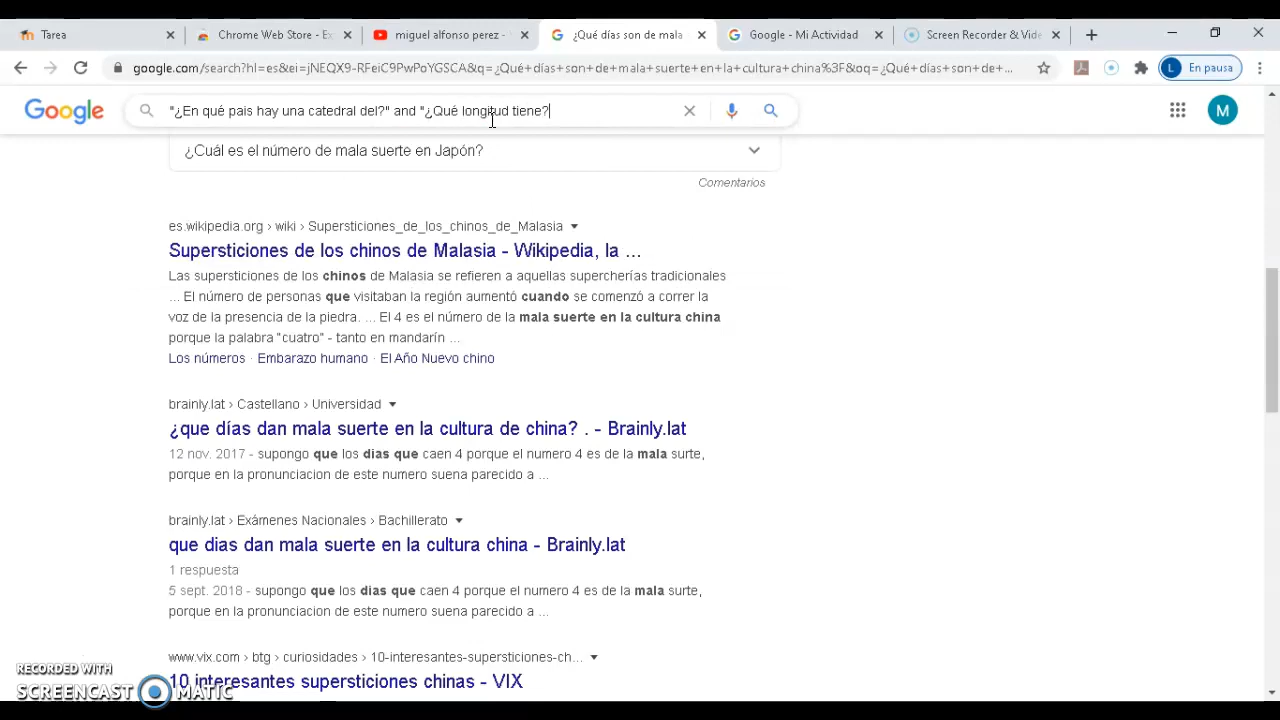 Tarea
Chrome Web Store - Ex
miguel alfonso perez -
¿Qué días son de mala
Google - Mi Actividad
Screen Recorder & Vide
google.com/search?hl=es&ei=jNEQX9-RFeiC9PwPoYGSCA&q=¿Qué+días+son+de+mala+suerte+en+la+cultura+china%3F&oq=¿Qué+días+son+de+...
L En pausa
Google
"¿En qué pais hay una catedral del?" and "¿Qué longitud tiene?
M
¿Cuál es el número de mala suerte en Japón?
Comentarios
es.wikipedia.org › wiki › Supersticiones_de_los_chinos_de_Malasia
Supersticiones de los chinos de Malasia - Wikipedia, la ...
Las supersticiones de los chinos de Malasia se refieren a aquellas supercherías tradicionales
... El número de personas que visitaban la región aumentó cuando se comenzó a correr la
voz de la presencia de la piedra. ... El 4 es el número de la mala suerte en la cultura china
porque la palabra "cuatro" - tanto en mandarín ...
Los números · Embarazo humano · El Año Nuevo chino
brainly.lat › Castellano › Universidad
¿que días dan mala suerte en la cultura de china? . - Brainly.lat
12 nov. 2017 - supongo que los dias que caen 4 porque el numero 4 es de la mala surte,
porque en la pronunciacion de este numero suena parecido a ...
brainly.lat › Exámenes Nacionales › Bachillerato
que dias dan mala suerte en la cultura china - Brainly.lat
1 respuesta
5 sept. 2018 - supongo que los dias que caen 4 porque el numero 4 es de la mala surte,
porque en la pronunciacion de este numero suena parecido a ...
www.vix.com › btg › curiosidades › 10-interesantes-supersticiones-ch...
10 interesantes supersticiones chinas - VIX
RECORDED WITH
SCREENCAST MATIC